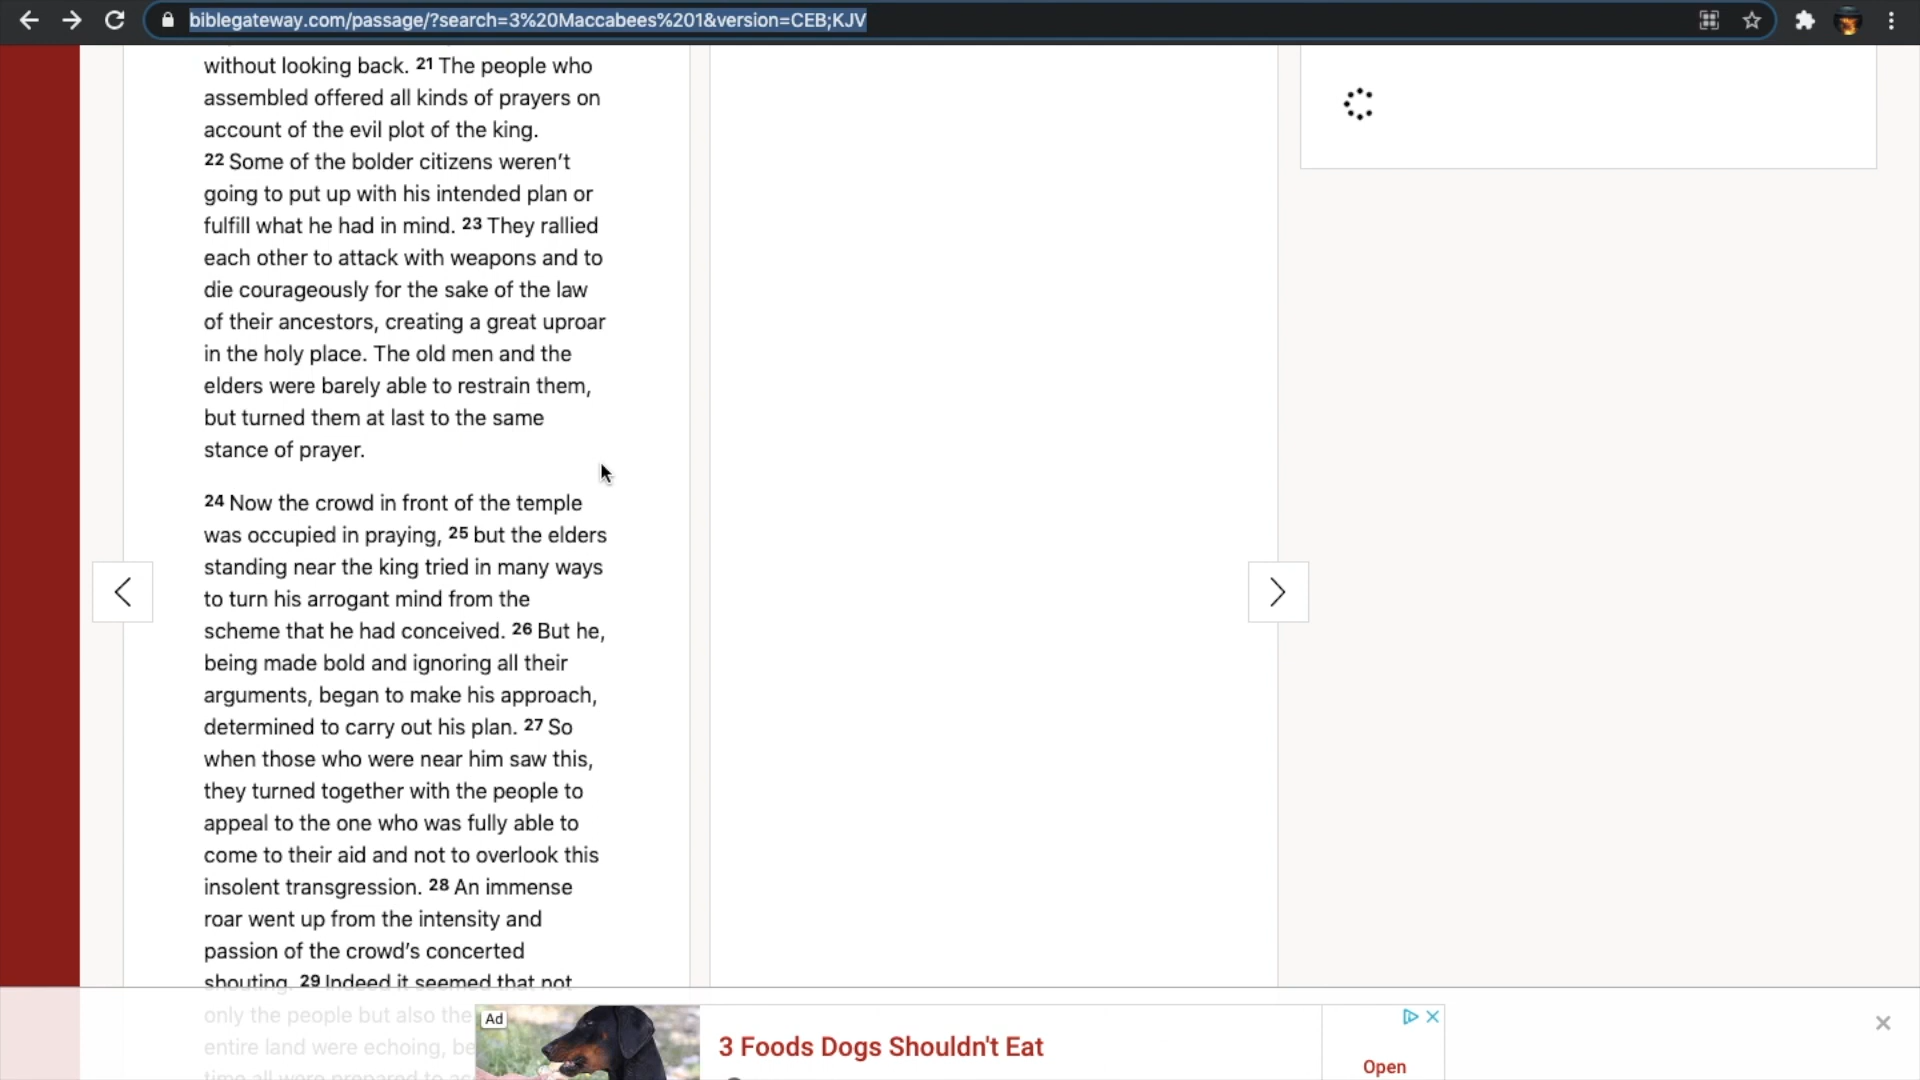 biblegateway.com/passage/?search=3%20Maccabees%201&version=CEB;KJV
without looking back. 21 The people who
assembled offered all kinds of prayers on
account of the evil plot of the king.
22 Some of the bolder citizens weren’t
going to put up with his intended plan or
fulfill what he had in mind. 23 They rallied
each other to attack with weapons and to
die courageously for the sake of the law
of their ancestors, creating a great uproar
in the holy place. The old men and the
elders were barely able to restrain them,
but turned them at last to the same
stance of prayer.
24 Now the crowd in front of the temple
was occupied in praying, 25 but the elders
standing near the king tried in many ways
to turn his arrogant mind from the
scheme that he had conceived. 26 But he,
being made bold and ignoring all their
arguments, began to make his approach,
determined to carry out his plan. 27 So
when those who were near him saw this,
they turned together with the people to
appeal to the one who was fully able to
come to their aid and not to overlook this
insolent transgression. 28 An immense
roar went up from the intensity and
passion of the crowd’s concerted
shouting. 29 Indeed it seemed that not
only the people but also the
entire land were echoing, be
time all were prepared to
Ad
3 Foods Dogs Shouldn't Eat
Open